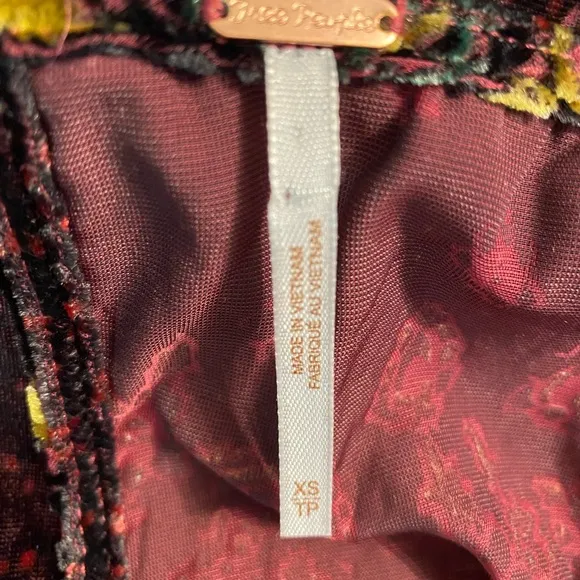 Free People
MADE IN VIETNAM
FABRIQUÉ AU VIETNAM
XS
TP